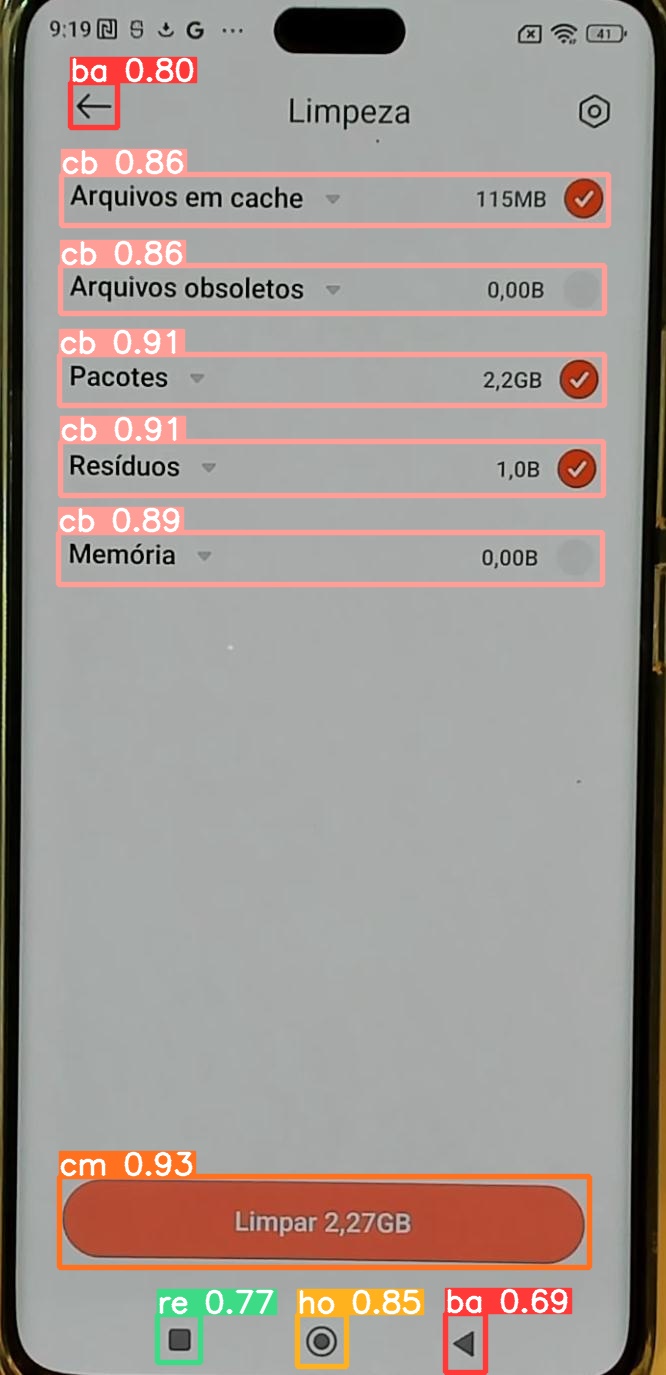 9:19 G ...
41
ba 0.80
Limpeza
cb 0.86
Arquivos em cache 115MB
cb 0.86
Arquivos obsoletos 0,00B
cb 0.91
Pacotes 2,2GB
cb 0.91
Resíduos 1,0B
cb 0.89
Memória 0,00B
cm 0.93
Limpar 2,27GB
re 0.77 ho 0.85 ba 0.69